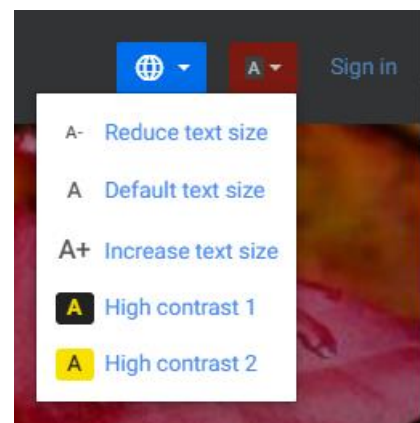 A Sign in
A- Reduce text size
A Default text size
A+ Increase text size
A High contrast 1
A High contrast 2